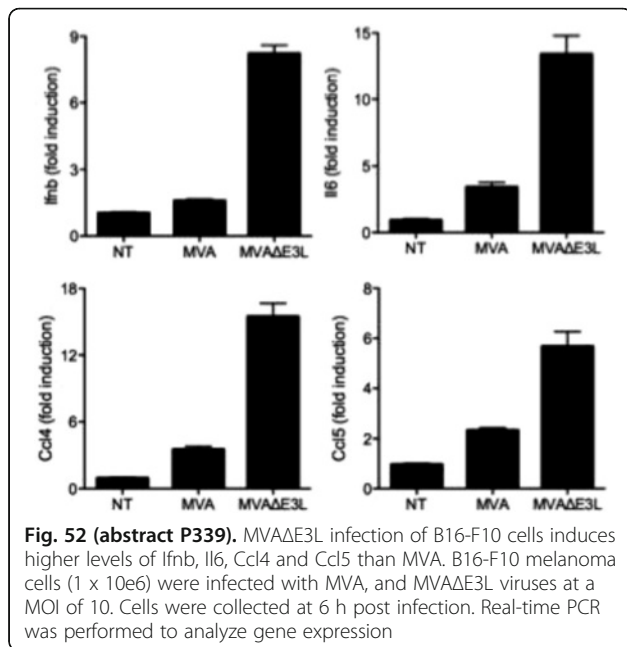 9
6
3
0
Ifnb (fold induction)
NT MVA MVAΔE3L
15
10
5
0
Il6 (fold induction)
NT MVA MVAΔE3L
18
12
6
0
Ccl4 (fold induction)
NT MVA MVAΔE3L
8
6
4
2
0
Ccl5 (fold induction)
NT MVA MVAΔE3L
Fig. 52 (abstract P339). MVAΔE3L infection of B16-F10 cells induces
higher levels of Ifnb, Il6, Ccl4 and Ccl5 than MVA. B16-F10 melanoma
cells (1 x 10e6) were infected with MVA, and MVAΔE3L viruses at a
MOI of 10. Cells were collected at 6 h post infection. Real-time PCR
was performed to analyze gene expression